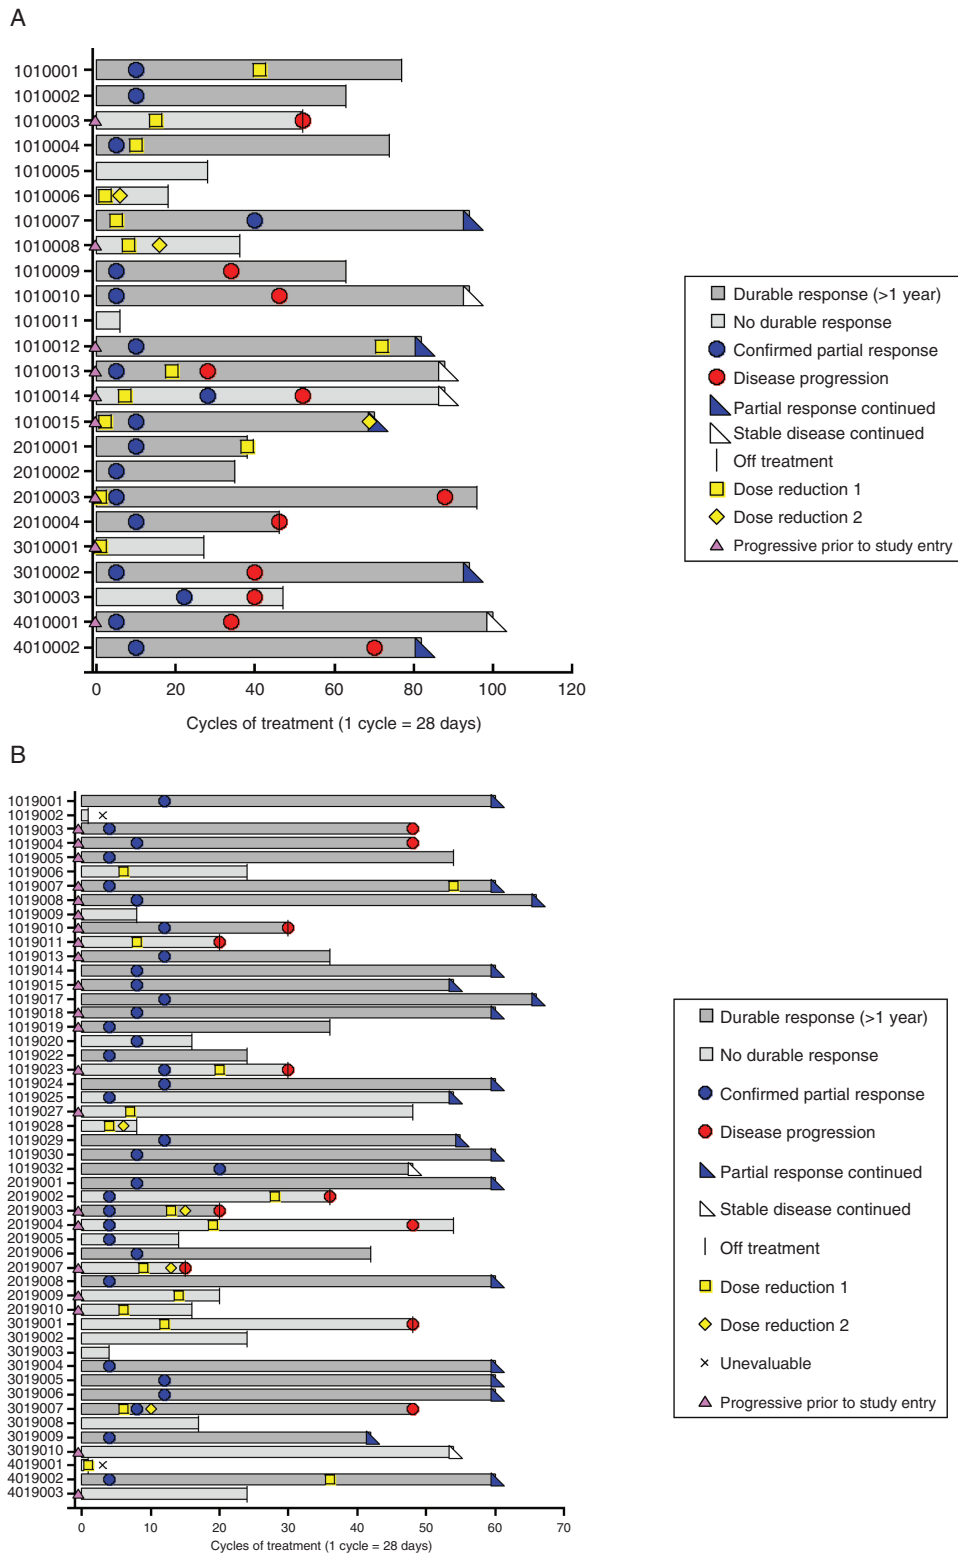 A
1010001
1010002
1010003
1010004
1010005
1010006
1010007
1010008
1010009
1010010
1010011
1010012
1010013
1010014
1010015
2010001
2010002
2010003
2010004
3010001
3010002
3010003
4010001
4010002
0 20 40 60 80 100 120
Cycles of treatment (1 cycle = 28 days)
Durable response (>1 year)
No durable response
Confirmed partial response
Disease progression
Partial response continued
Stable disease continued
Off treatment
Dose reduction 1
Dose reduction 2
Progressive prior to study entry
B
1019001
1019002
1019003
1019004
1019005
1019006
1019007
1019008
1019009
1019010
1019011
1019013
1019014
1019015
1019017
1019018
1019019
1019020
1019022
1019023
1019024
1019025
1019027
1019028
1019029
1019030
1019032
2019001
2019002
2019003
2019004
2019005
2019006
2019007
2019008
2019009
2019010
3019001
3019002
3019003
3019004
3019005
3019006
3019007
3019008
3019009
3019010
4019001
4019002
4019003
0 10 20 30 40 50 60 70
Cycles of treatment (1 cycle = 28 days)
Durable response (>1 year)
No durable response
Confirmed partial response
Disease progression
Partial response continued
Stable disease continued
Off treatment
Dose reduction 1
Dose reduction 2
Unevaluable
Progressive prior to study entry